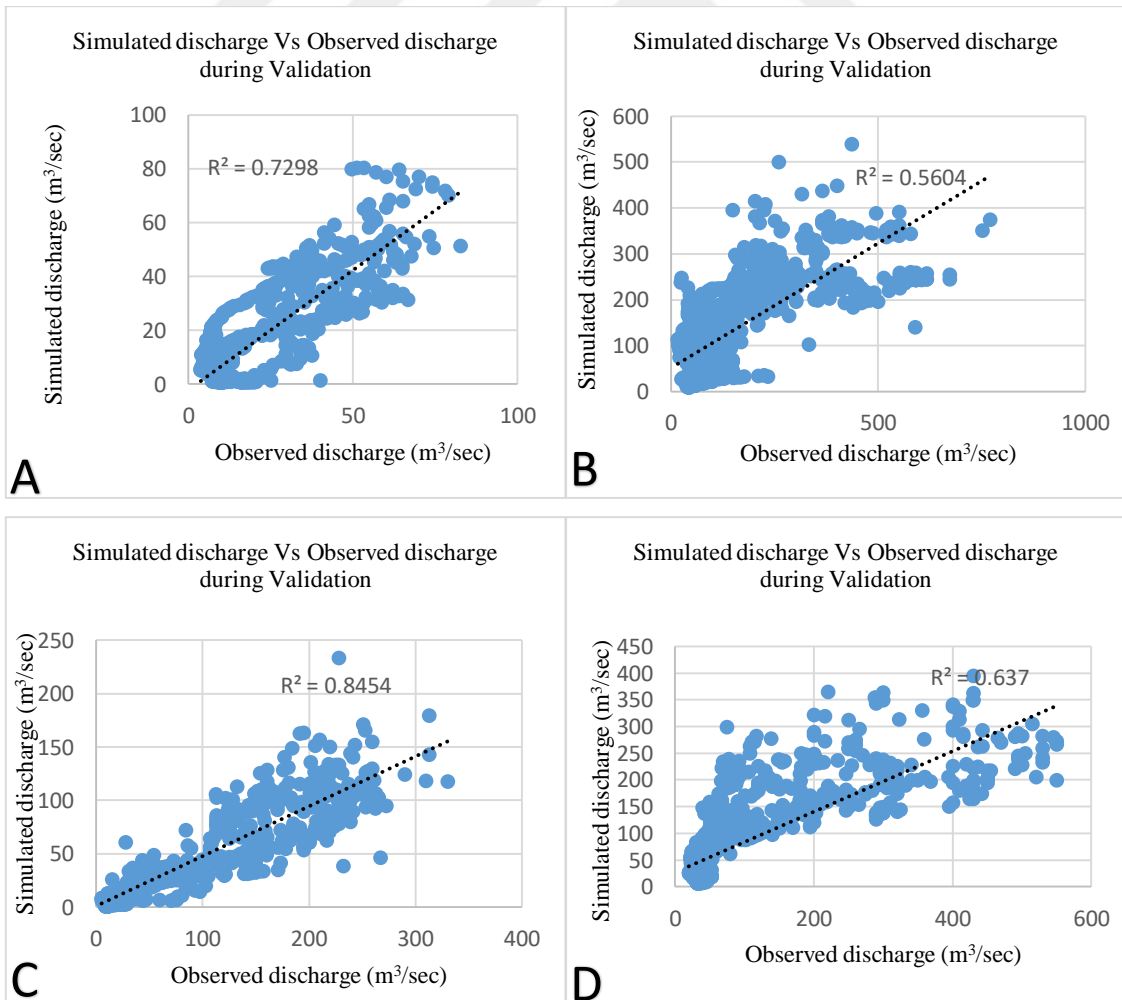 Simulated discharge Vs Observed discharge
during Validation
Simulated discharge (m³/sec)
100
80
60
40
20
0
R² = 0.7298
0 50 100
Observed discharge (m³/sec)
A
Simulated discharge Vs Observed discharge
during Validation
Simulated discharge (m³/sec)
600
500
400
300
200
100
0
R² = 0.5604
0 500 1000
Observed discharge (m³/sec)
B
Simulated discharge Vs Observed discharge
during Validation
Simulated discharge (m³/sec)
250
200
150
100
50
0
R² = 0.8454
0 100 200 300 400
Observed discharge (m³/sec)
C
Simulated discharge Vs Observed discharge
during Validation
Simulated discharge (m³/sec)
450
400
350
300
250
200
150
100
50
0
R² = 0.637
0 200 400 600
Observed discharge (m³/sec)
D